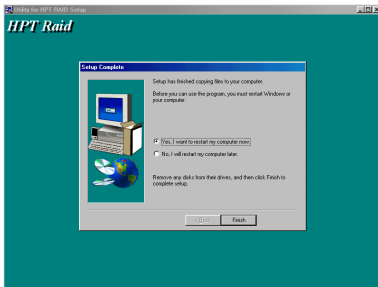 Utility for HPT RAID Setup
HPT Raid
Setup Complete
Setup has finished copying files to your computer.
Before you can use the program, you must restart Windows or
your computer.
Yes, I want to restart my computer now.
No, I will restart my computer later.
Remove any disks from their drives, and then click Finish to
complete setup.
< Back
Finish